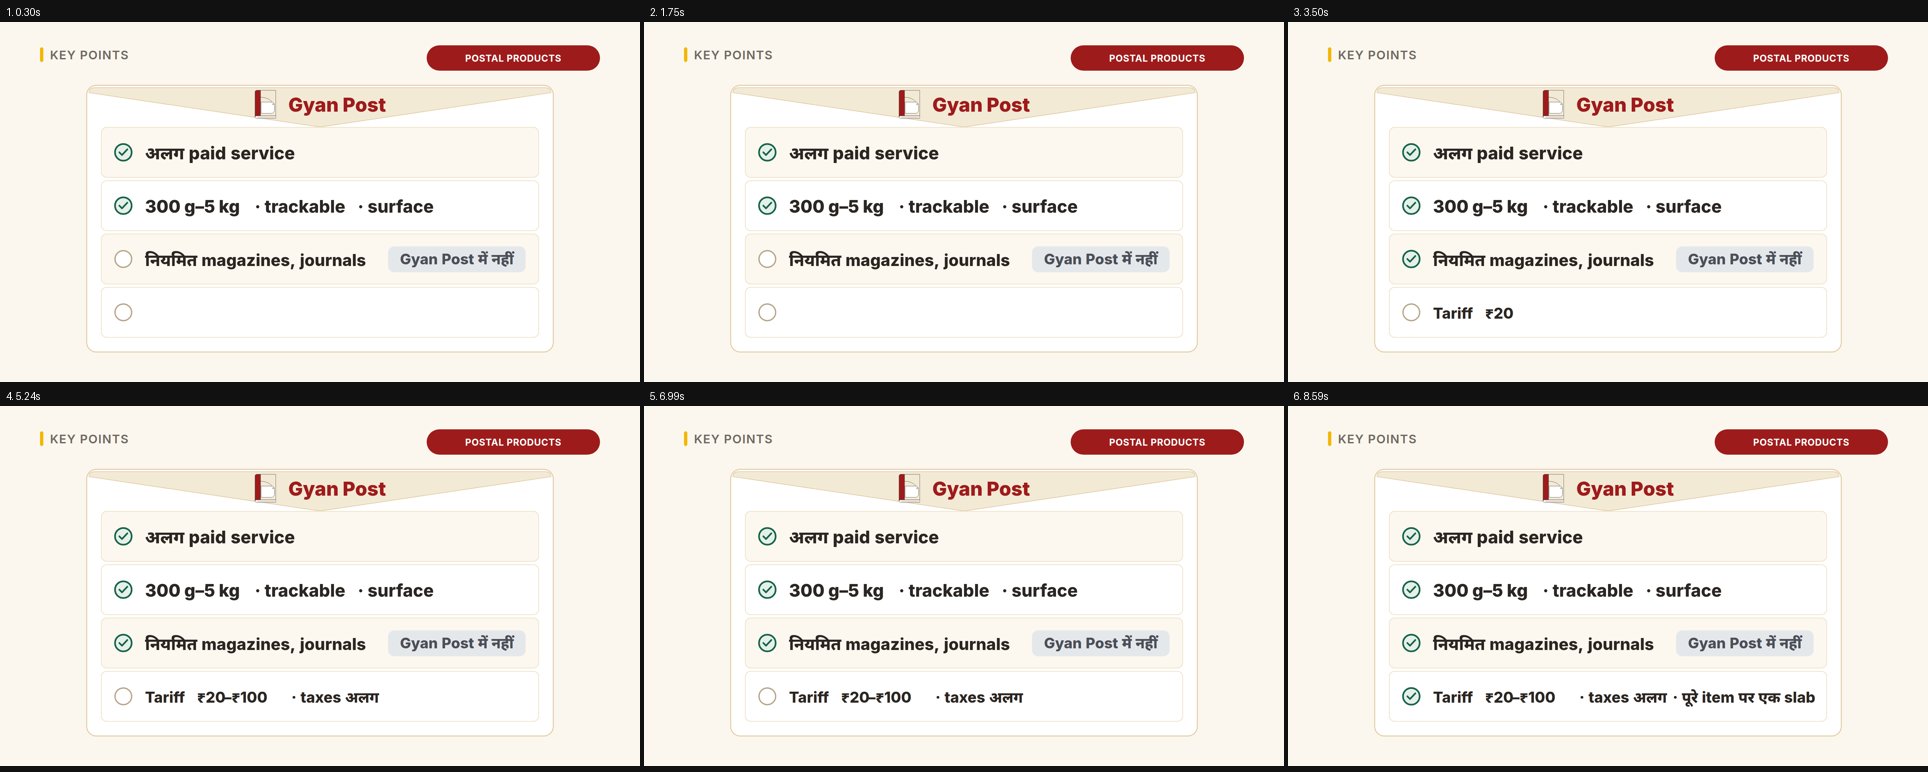 1. 0.30s
KEY POINTS
POSTAL PRODUCTS
Gyan Post
अलग paid service
300 g–5 kg · trackable · surface
नियमित magazines, journals Gyan Post में नहीं
2. 1.75s
KEY POINTS
POSTAL PRODUCTS
Gyan Post
अलग paid service
300 g–5 kg · trackable · surface
नियमित magazines, journals Gyan Post में नहीं
3. 3.50s
KEY POINTS
POSTAL PRODUCTS
Gyan Post
अलग paid service
300 g–5 kg · trackable · surface
नियमित magazines, journals Gyan Post में नहीं
Tariff ₹20
4. 5.24s
KEY POINTS
POSTAL PRODUCTS
Gyan Post
अलग paid service
300 g–5 kg · trackable · surface
नियमित magazines, journals Gyan Post में नहीं
Tariff ₹20–₹100 · taxes अलग
5. 6.99s
KEY POINTS
POSTAL PRODUCTS
Gyan Post
अलग paid service
300 g–5 kg · trackable · surface
नियमित magazines, journals Gyan Post में नहीं
Tariff ₹20–₹100 · taxes अलग
6. 8.59s
KEY POINTS
POSTAL PRODUCTS
Gyan Post
अलग paid service
300 g–5 kg · trackable · surface
नियमित magazines, journals Gyan Post में नहीं
Tariff ₹20–₹100 · taxes अलग · पूरे item पर एक slab